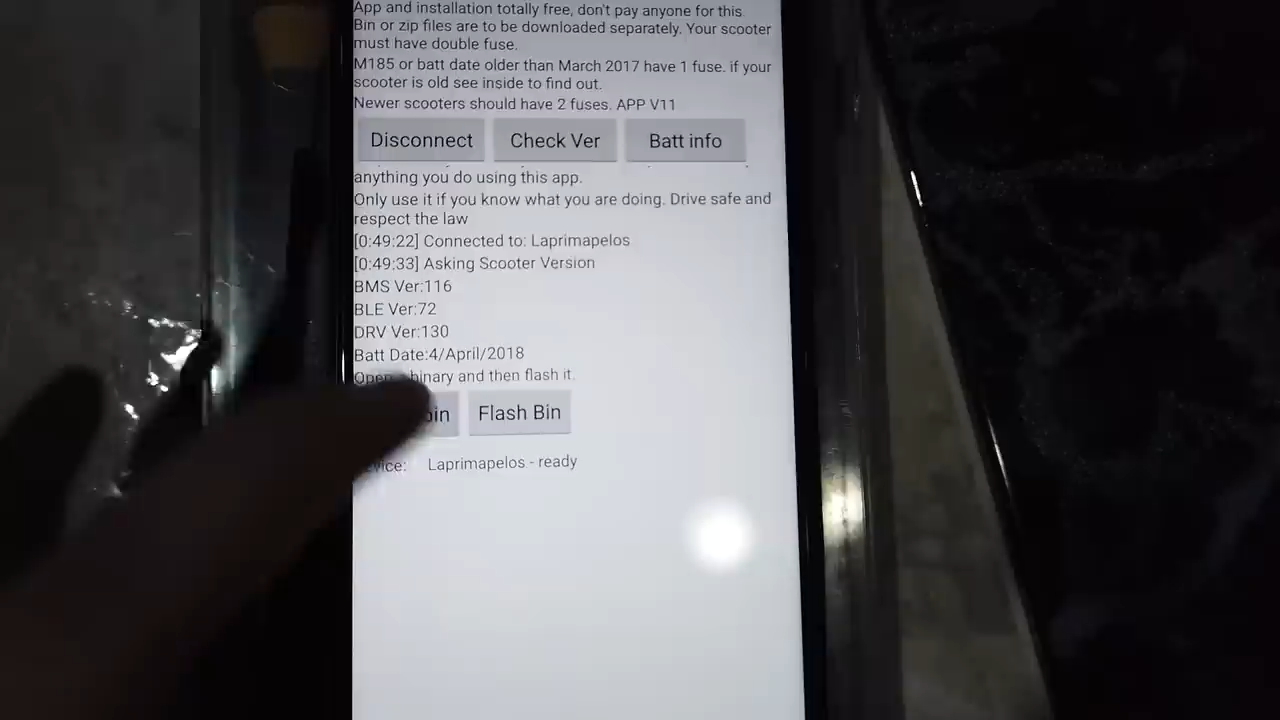 App and installation totally free, don't pay anyone for this
Bin or zip files are to be downloaded separately. Your scooter
must have double fuse.
M185 or batt date older than March 2017 have 1 fuse. if your
scooter is old see inside to find out.
Newer scooters should have 2 fuses. APP V11
Disconnect Check Ver Batt info
anything you do using this app.
Only use it if you know what you are doing. Drive safe and
respect the law
[0:49:22] Connected to: Laprimapelos
[0:49:33] Asking Scooter Version
BMS Ver:116
BLE Ver:72
DRV Ver:130
Batt Date:4/April/2018
Open binary and then flash it.
Flash Bin
Laprimapelos - ready